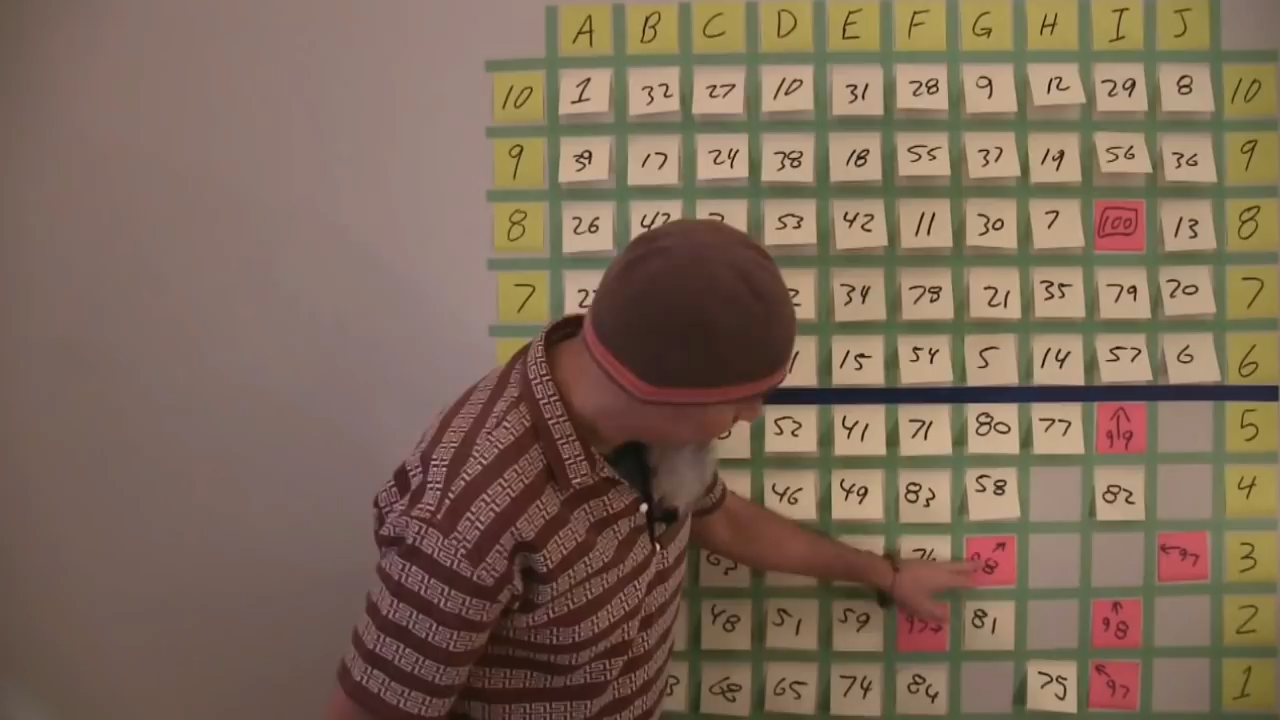 A B C D E F G H I J
10 1 32 27 10 31 28 9 12 29 8 10
9 39 17 24 38 18 55 37 19 56 36 9
8 26 53 42 11 30 7 100 13 8
7 34 78 21 35 79 20 7
15 54 5 14 57 6 6
52 41 71 80 77 99 5
46 49 83 58 82 4
63 97 3
48 51 59 81 98 2
68 65 74 84 75 97 1